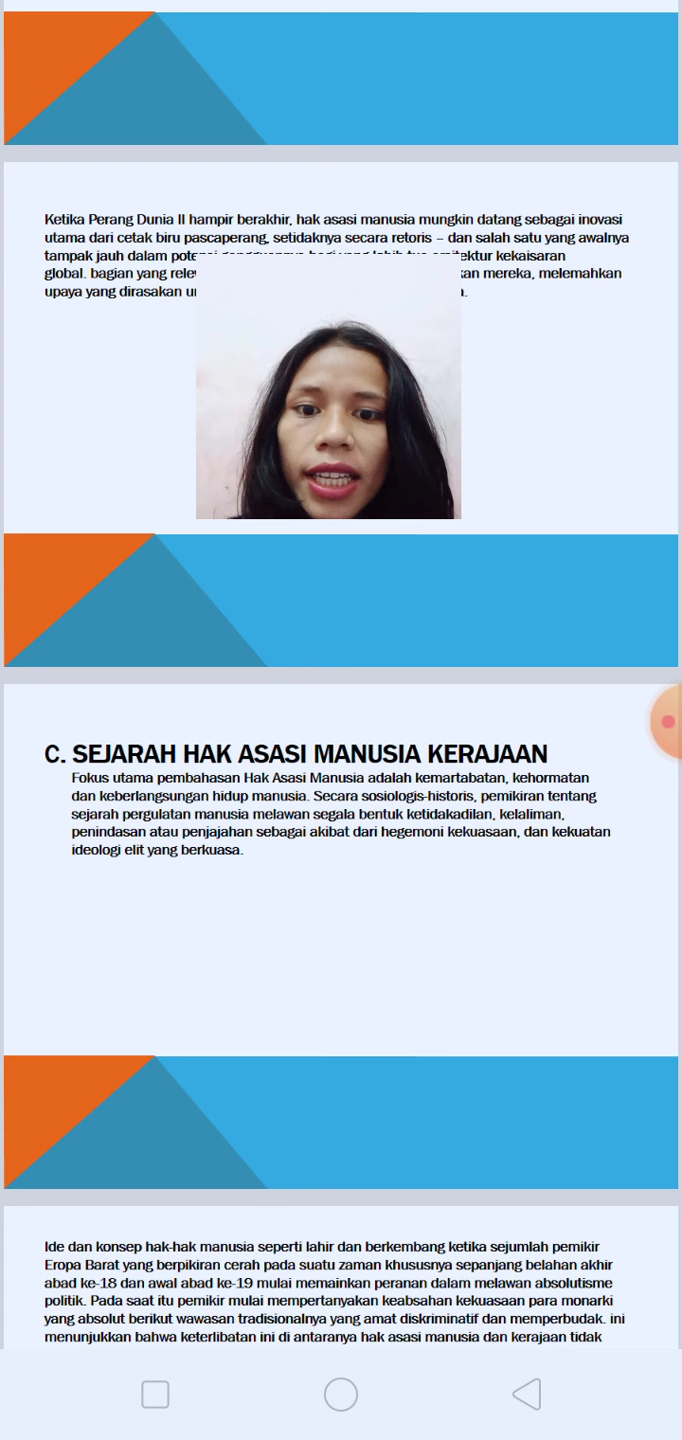 Ketika Perang Dunia II hampir berakhir, hak asasi manusia mungkin datang sebagai inovasi
utama dari cetak biru pascaperang, setidaknya secara retoris – dan salah satu yang awalnya
tampak jauh dalam potensi gangguannya bagi yang lebih tua arsitektur kekaisaran
global. bagian yang kan mereka, melemahkan
upaya yang dirasakan
C. SEJARAH HAK ASASI MANUSIA KERAJAAN
Fokus utama pembahasan Hak Asasi Manusia adalah kemartabatan, kehormatan
dan keberlangsungan hidup manusia. Secara sosiologis-historis, pemikiran tentang
sejarah pergulatan manusia melawan segala bentuk ketidakadilan, kelaliman,
penindasan atau penjajahan sebagai akibat dari hegemoni kekuasaan, dan kekuatan
ideologi elit yang berkuasa.
Ide dan konsep hak-hak manusia seperti lahir dan berkembang ketika sejumlah pemikir
Eropa Barat yang berpikiran cerah pada suatu zaman khususnya sepanjang belahan akhir
abad ke-18 dan awal abad ke-19 mulai memainkan peranan dalam melawan absolutisme
politik. Pada saat itu pemikir mulai mempertanyakan keabsahan kekuasaan para monarki
yang absolut berikut wawasan tradisionalnya yang amat diskriminatif dan memperbudak. ini
menunjukkan bahwa keterlibatan ini di antaranya hak asasi manusia dan kerajaan tidak